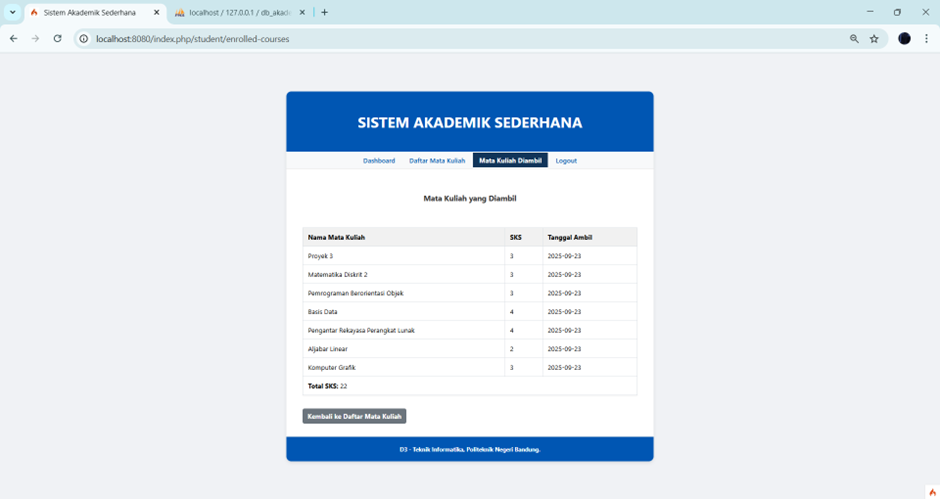 Sistem Akademik Sederhana
localhost / 127.0.0.1 / db_akade
localhost:8080/index.php/student/enrolled-courses
SISTEM AKADEMIK SEDERHANA
Dashboard Daftar Mata Kuliah Mata Kuliah Diambil Logout
Mata Kuliah yang Diambil
Nama Mata Kuliah SKS Tanggal Ambil
Proyek 3 3 2025-09-23
Matematika Diskrit 2 3 2025-09-23
Pemrograman Berorientasi Objek 3 2025-09-23
Basis Data 4 2025-09-23
Pengantar Rekayasa Perangkat Lunak 4 2025-09-23
Aljabar Linear 2 2025-09-23
Komputer Grafik 3 2025-09-23
Total SKS: 22
Kembali ke Daftar Mata Kuliah
D3 - Teknik Informatika, Politeknik Negeri Bandung.